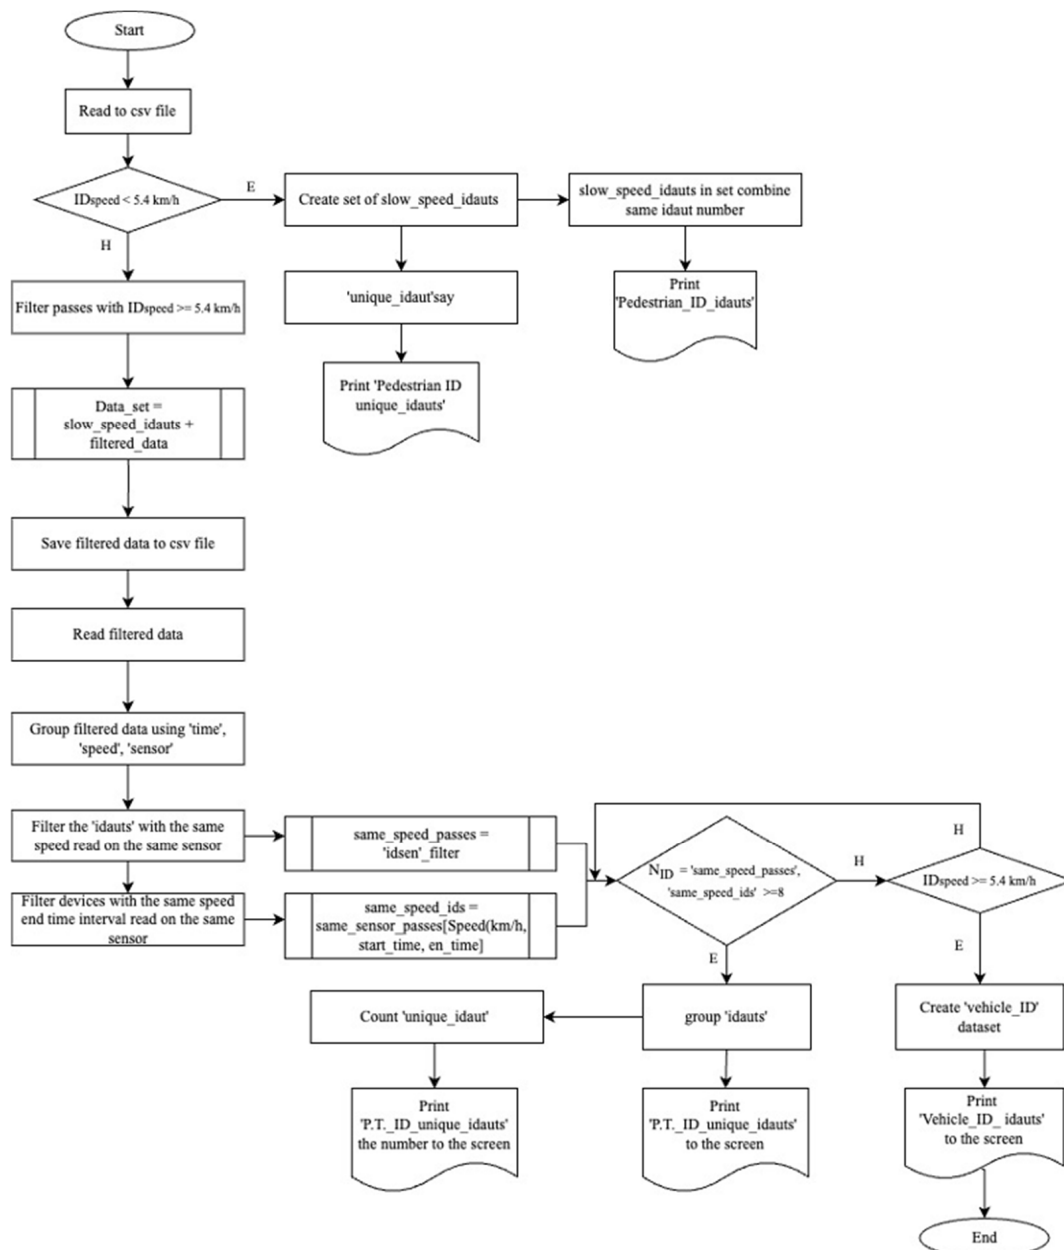 Start
Read to csv file
IDspeed < 5.4 km/h
E
H
Create set of slow_speed_idauts
slow_speed_idauts in set combine
same idaut number
'unique_idaut'say
Print
'Pedestrian_ID_idauts'
Print 'Pedestrian ID
unique_idauts'
Filter passes with IDspeed >= 5.4 km/h
Data_set =
slow_speed_idauts +
filtered_data
Save filtered data to csv file
Read filtered data
Group filtered data using 'time',
'speed', 'sensor'
Filter the 'idauts' with the same
speed read on the same sensor
same_speed_passes =
'idsen'_filter
Filter devices with the same speed
end time interval read on the same
sensor
same_speed_ids =
same_sensor_passes[Speed(km/h,
start_time, en_time]
NID = 'same_speed_passes',
'same_speed_ids' >=8
H
E
IDspeed >= 5.4 km/h
H
E
group 'idauts'
Count 'unique_idaut'
Create 'vehicle_ID'
dataset
Print
'P.T._ID_unique_idauts'
the number to the screen
Print
'P.T._ID_unique_idauts'
to the screen
Print
'Vehicle_ID_ idauts'
to the screen
End